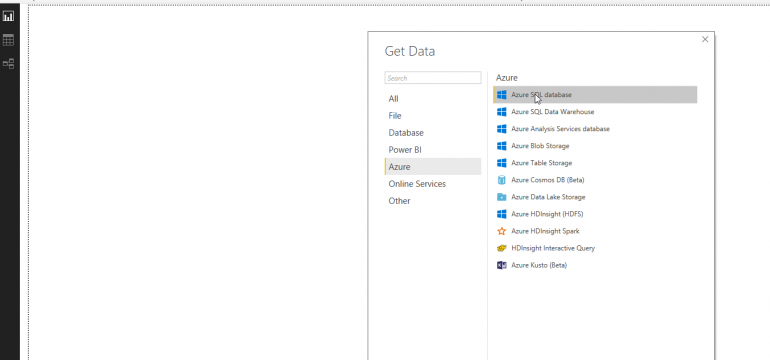 Get Data
Search
All
File
Database
Power BI
Azure
Online Services
Other
Azure
Azure SQL database
Azure SQL Data Warehouse
Azure Analysis Services database
Azure Blob Storage
Azure Table Storage
Azure Cosmos DB (Beta)
Azure Data Lake Storage
Azure HDInsight (HDFS)
Azure HDInsight Spark
HDInsight Interactive Query
Azure Kusto (Beta)